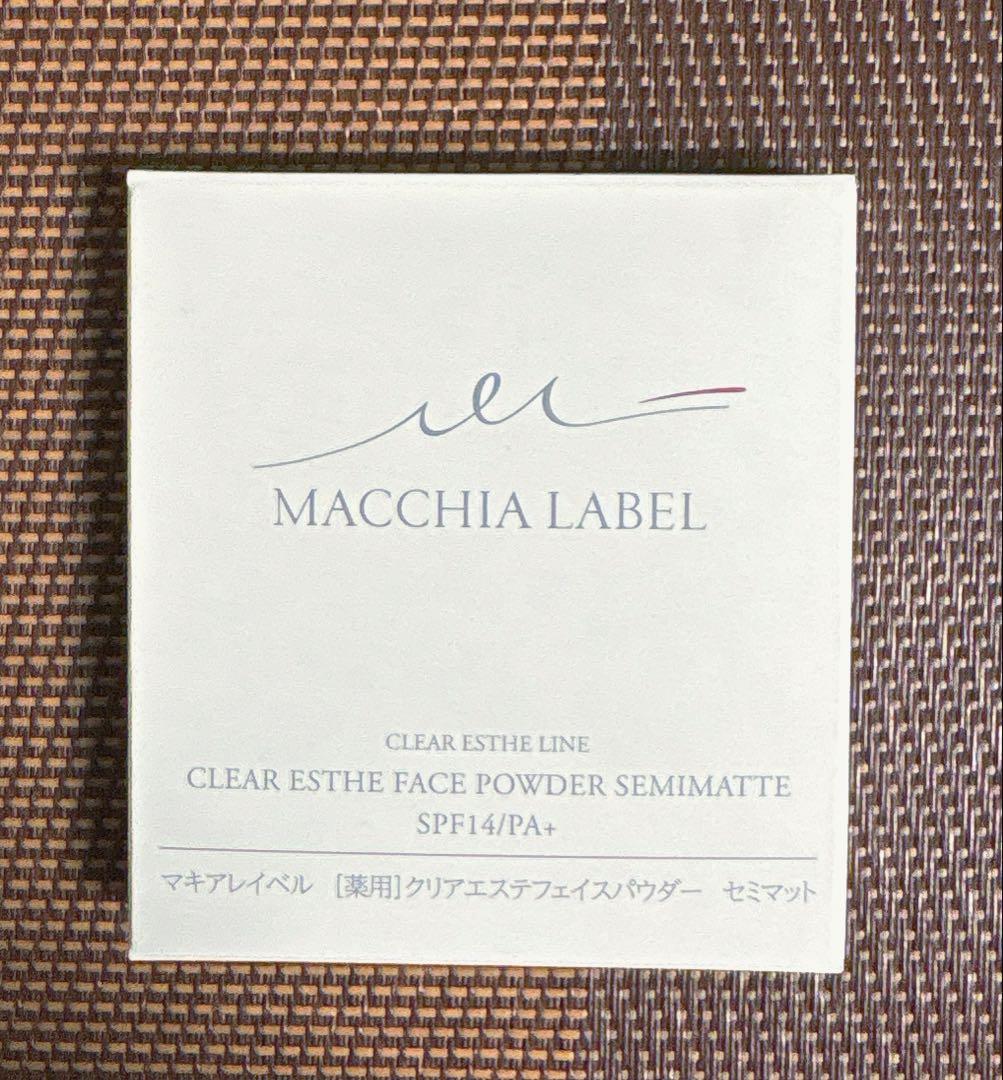 MACCHIA LABEL
CLEAR ESTHE LINE
CLEAR ESTHE FACE POWDER SEMIMATTE
SPF14/PA+
マキアレイベル [薬用]クリアエステフェイスパウダー セミマット